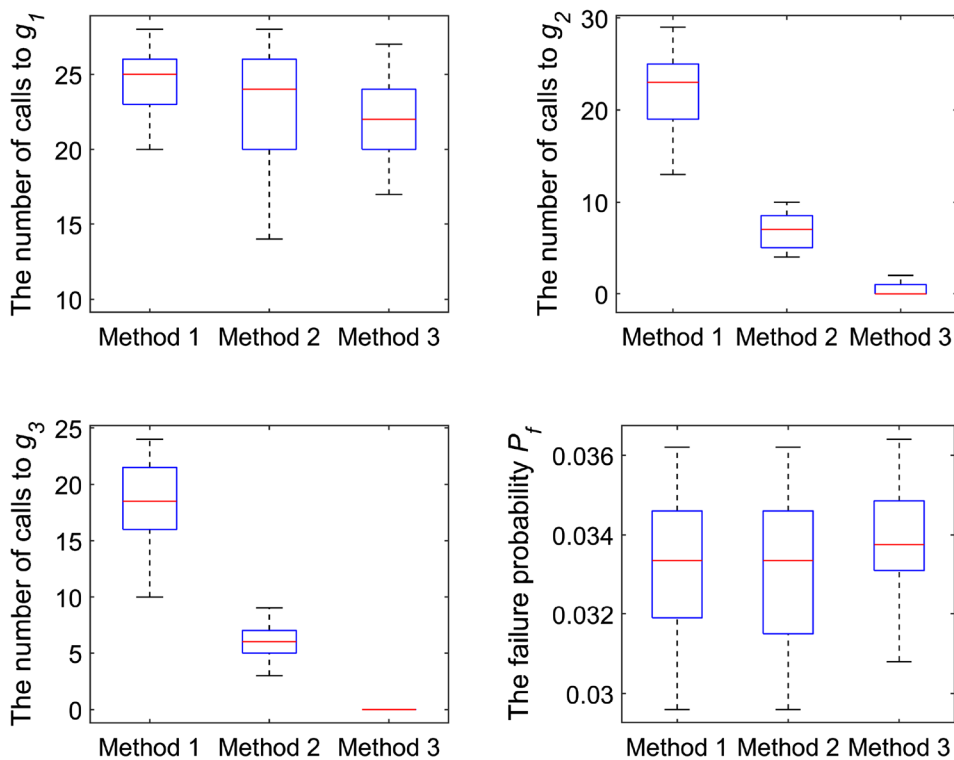 The number of calls to g1
25
20
15
10
Method 1 Method 2 Method 3
The number of calls to g2
30
20
10
0
Method 1 Method 2 Method 3
The number of calls to g3
25
20
15
10
5
0
Method 1 Method 2 Method 3
The failure probability Pf
0.036
0.034
0.032
0.03
Method 1 Method 2 Method 3